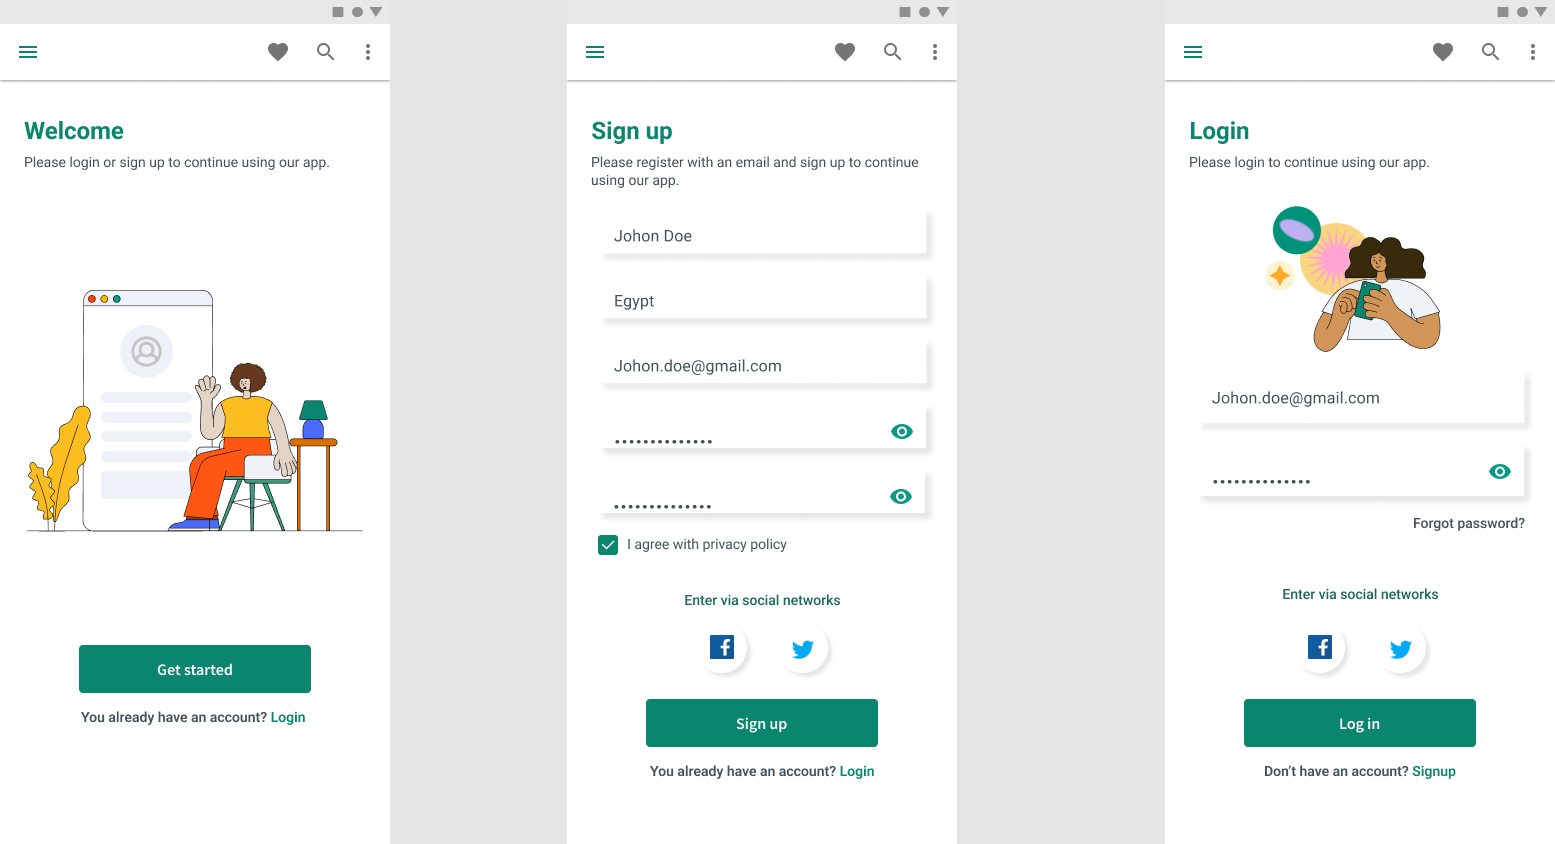 Welcome
Please login or sign up to continue using our app.
Get started
You already have an account? Login
Sign up
Please register with an email and sign up to continue
using our app.
Johon Doe
Egypt
Johon.doe@gmail.com
••••••••••••••
••••••••••••••
I agree with privacy policy
Enter via social networks
Sign up
You already have an account? Login
Login
Please login to continue using our app.
Johon.doe@gmail.com
••••••••••••••
Forgot password?
Enter via social networks
Log in
Don’t have an account? Signup